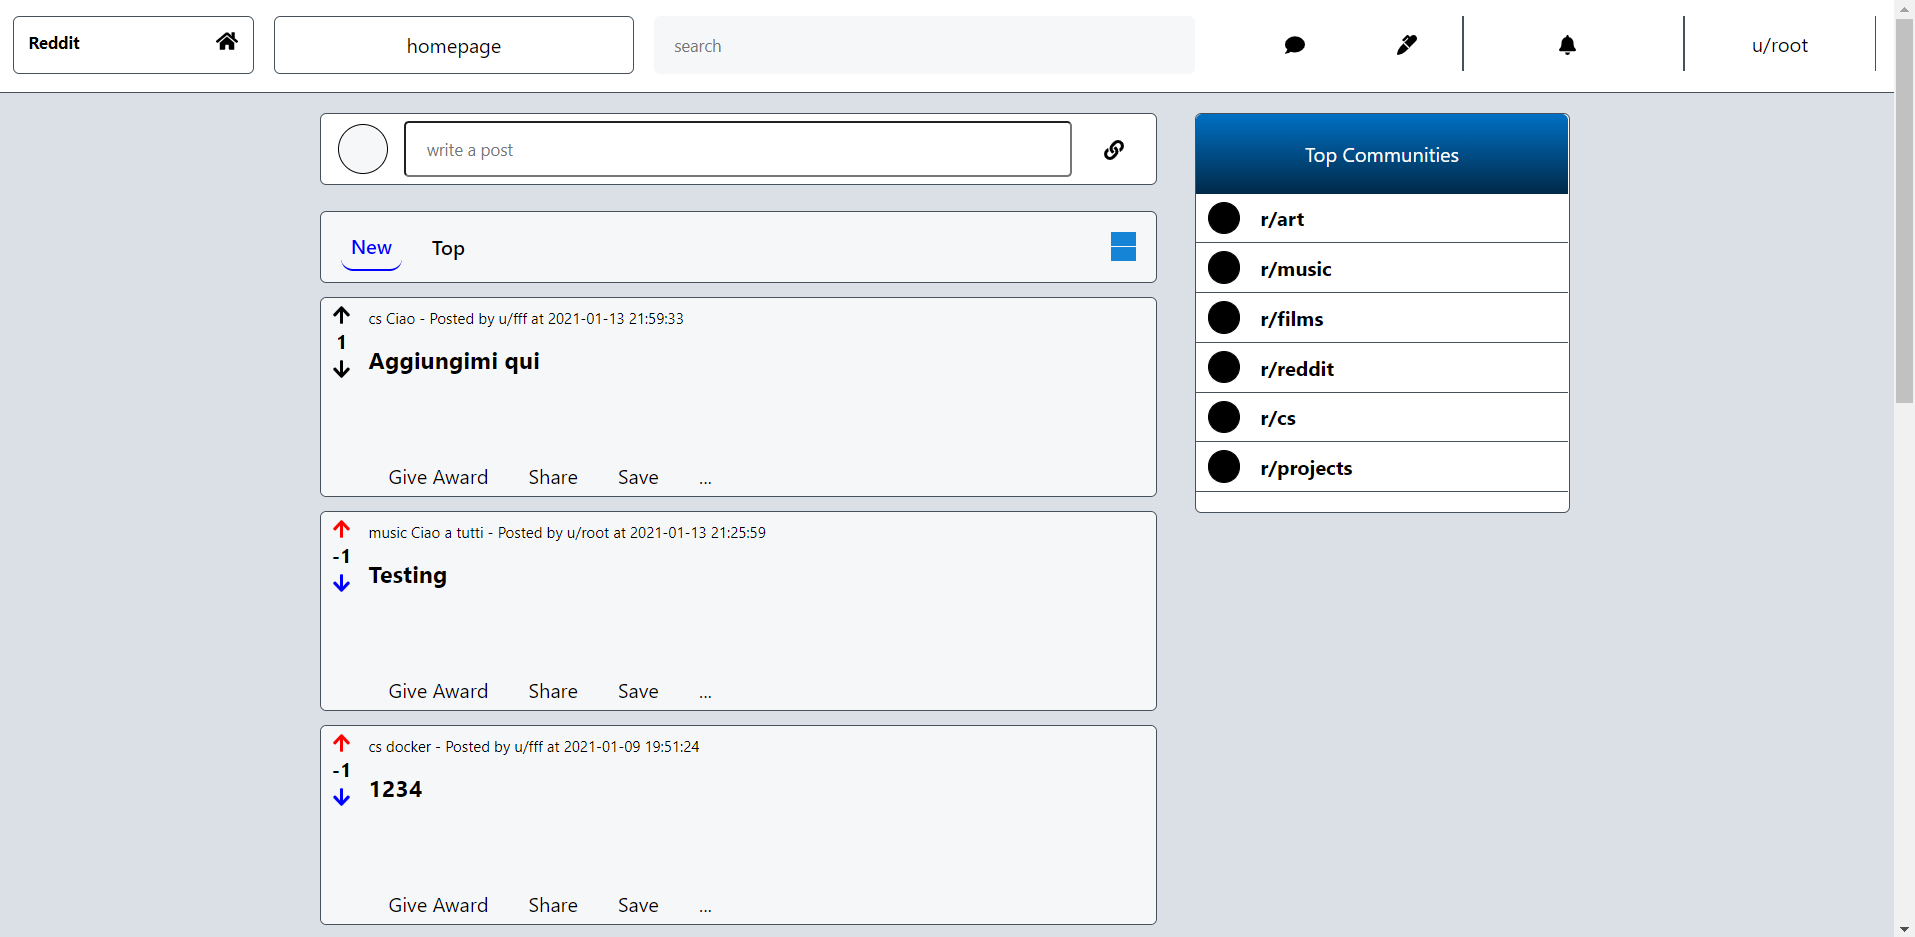 Reddit
homepage
search
u/root
write a post
New
Top
cs Ciao - Posted by u/fff at 2021-01-13 21:59:33
1
Aggiungimi qui
Give Award
Share
Save
...
music Ciao a tutti - Posted by u/root at 2021-01-13 21:25:59
-1
Testing
Give Award
Share
Save
...
cs docker - Posted by u/fff at 2021-01-09 19:51:24
-1
1234
Give Award
Share
Save
...
Top Communities
r/art
r/music
r/films
r/reddit
r/cs
r/projects